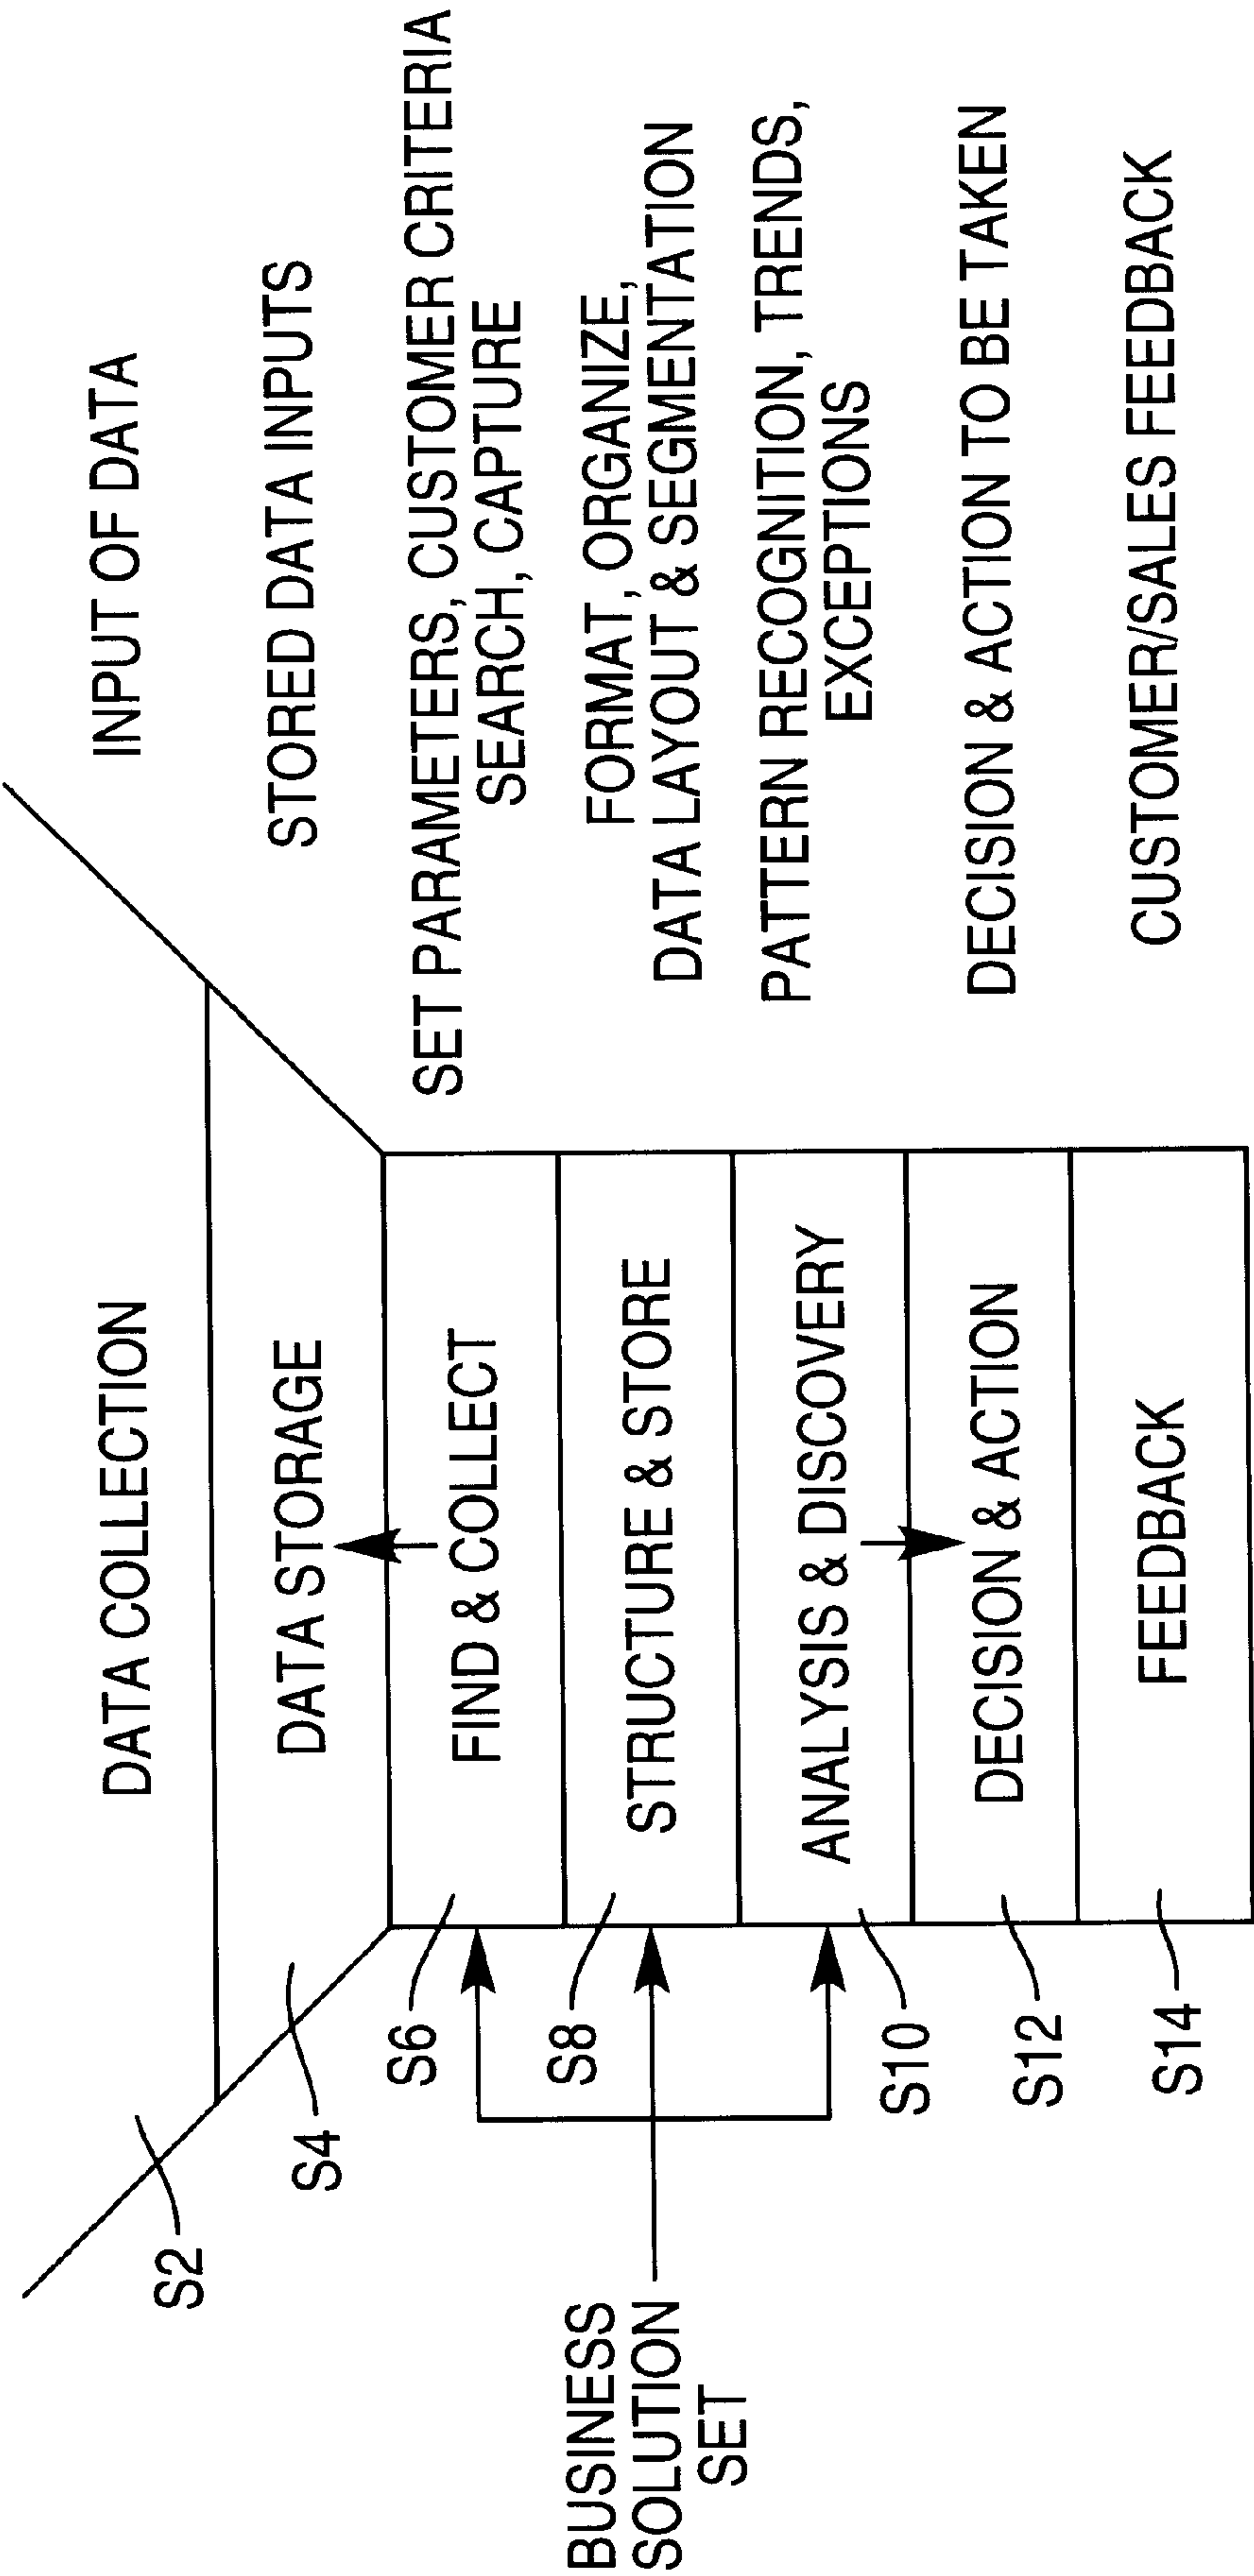 DATA COLLECTION
INPUT OF DATA
S2
DATA STORAGE
STORED DATA INPUTS
S4
S6
FIND & COLLECT
SET PARAMETERS, CUSTOMER CRITERIA
SEARCH, CAPTURE
BUSINESS
SOLUTION
SET
S8
STRUCTURE & STORE
FORMAT, ORGANIZE,
DATA LAYOUT & SEGMENTATION
S10
ANALYSIS & DISCOVERY
PATTERN RECOGNITION, TRENDS,
EXCEPTIONS
S12
DECISION & ACTION
DECISION & ACTION TO BE TAKEN
S14
FEEDBACK
CUSTOMER/SALES FEEDBACK